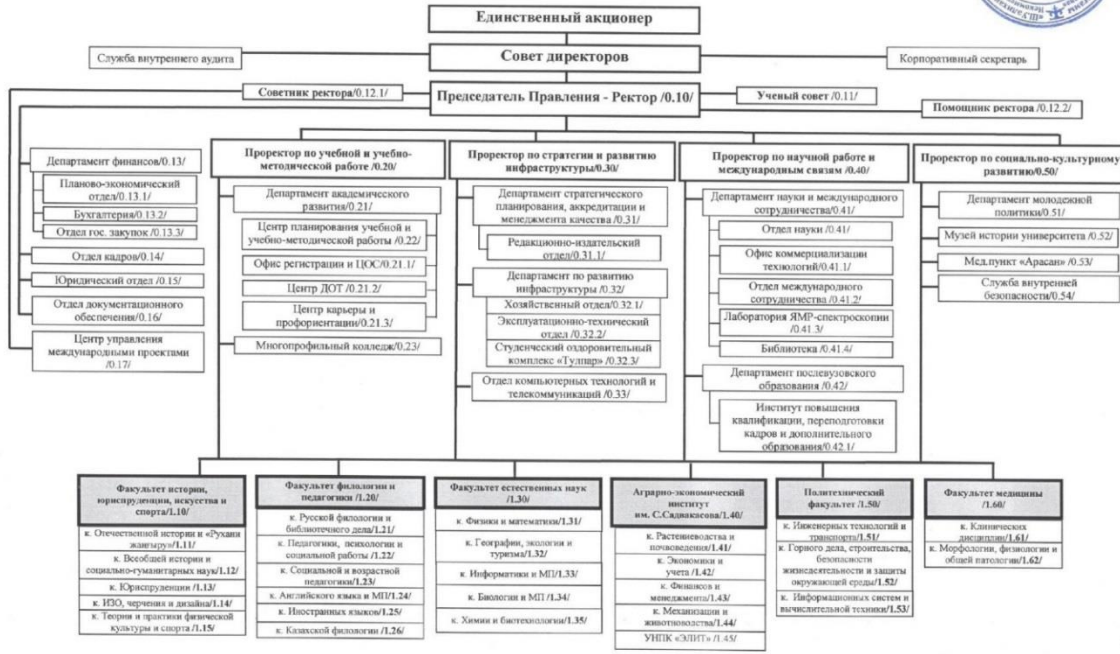 Единственный акционер
Служба внутреннего аудита
Совет директоров
Корпоративный секретарь
Советник ректора/0.12.1/
Председатель Правления - Ректор /0.10/
Ученый совет /0.11/
Помощник ректора /0.12.2/
Департамент финансов/0.13/
Планово-экономический
отдел/0.13.1/
Бухгалтерия/0.13.2/
Отдел гос. закупок/0.13.3/
Отдел кадров/0.14/
Юридический отдел /0.15/
Отдел документационного
обеспечения/0.16/
Центр управления
международными проектами
/0.17/
Проректор по учебной и учебно-
методической работе /0.20/
Департамент академического
развития/0.21/
Центр планирования учебной и
учебно-методической работы /0.22/
Офис регистрации и ЦОС/0.21.1/
Центр ДОТ /0.21.2/
Центр карьеры и
профориентации/0.21.3/
Многопрофильный колледж/0.23/
Проректор по стратегии и развитию
инфраструктуры/0.30/
Департамент стратегического
планирования, аккредитации и
менеджмента качества /0.31/
Редакционно-издательский
отдел/0.31.1/
Департамент по развитию
инфраструктуры /0.32/
Хозяйственный отдел/0.32.1/
Эксплуатационно-технический
отдел /0.32.2/
Студенческий оздоровительный
комплекс «Тулпар» /0.32.3/
Отдел компьютерных технологий и
телекоммуникаций /0.33/
Проректор по научной работе и
международным связям /0.40/
Департамент науки и международного
сотрудничества/0.41/
Отдел науки/0.41/
Офис коммерциализации
технологий/0.41.1/
Отдел международного
сотрудничества /0.41.2/
Лаборатория ЯМР-спектроскопии
/0.41.3/
Библиотека /0.41.4/
Департамент послевузовского
образования /0.42/
Институт повышения
квалификации, переподготовки
кадров и дополнительного
образования/0.42.1/
Проректор по социально-культурному
развитию/0.50/
Департамент молодежной
политики/0.51/
Музей истории университета /0.52/
Мед.пункт «Арасан» /0.53/
Служба внутренней
безопасности/0.54/
Факультет истории,
юриспруденции, искусства и
спорта/1.10/
к. Отечественной истории и «Рухани
жаңғыру» /1.11/
к. Всеобщей истории и
социально-гуманитарных наук/1.12/
к. Юриспруденции /1.13/
к. ИЗО, черчения и дизайна/1.14/
к. Теории и практики физической
культуры и спорта /1.15/
Факультет филологии и
педагогики /1.20/
к. Русской филологии и
библиотечного дела/1.21/
к. Педагогики, психологии и
социальной работы /1.22/
к. Социальной и возрастной
педагогики/1.23/
к. Английского языка и МП/1.24/
к. Иностранных языков/1.25/
к. Казахской филологии /1.26/
Факультет естественных наук
/1.30/
к. Физики и математики/1.31/
к. Географии, экологии и
туризма/1.32/
к. Информатики и МП/1.33/
к. Биологии и МП /1.34/
к. Химии и биотехнологии/1.35/
Аграрно-экономический
институт
им. С.Садвакасова/1.40/
к. Растениеводства и
почвоведения/1.41/
к. Экономики и
учета /1.42/
к. Финансов и
менеджмента/1.43/
к. Механизации и
животноводства/1.44/
УНПК «ЭЛИТ» /1.45/
Политехнический
факультет /1.50/
к. Инженерных технологий и
транспорта/1.51/
к. Горного дела, строительства,
безопасности
жизнедеятельности и защиты
окружающей среды/1.52/
к. Информационных систем и
вычислительной техники/1.53/
Факультет медицины
/1.60/
к. Клинических
дисциплин/1.61/
к. Морфологии, физиологии и
общей патологии/1.62/